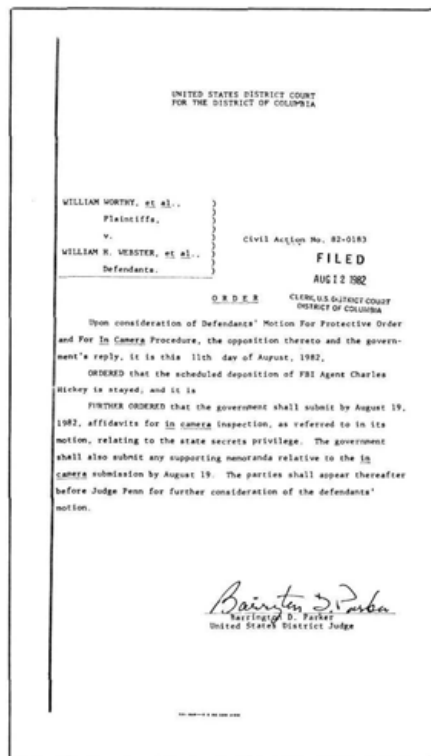 UNITED STATES DISTRICT COURT
FOR THE DISTRICT OF COLUMBIA
WILLIAM WORTHY, et al.,
Plaintiffs,
v.
WILLIAM H. WEBSTER, et al.,
Defendants.
Civil Action No. 82-0183
FILED
AUG 12 1982
CLERK, U.S. DISTRICT COURT
DISTRICT OF COLUMBIA
O R D E R
Upon consideration of Defendants' Motion For Protective Order
and For In Camera Procedure, the opposition thereto and the govern-
ment's reply, it is this 11th day of August, 1982,
ORDERED that the scheduled deposition of FBI Agent Charles
Hickey is stayed, and it is
FURTHER ORDERED that the government shall submit by August 19,
1982, affidavits for in camera inspection, as referred to in its
motion, relating to the state secrets privilege. The government
shall also submit any supporting memoranda relative to the in
camera submission by August 19. The parties shall appear thereafter
before Judge Penn for further consideration of the defendants'
motion.
Barrington D. Parker
Barrington D. Parker
United States District Judge